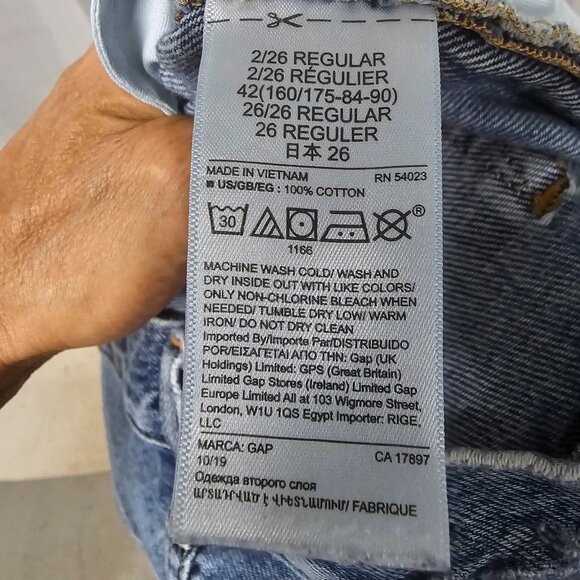 2/26 REGULAR
2/26 RÉGULIER
42(160/175-84-90)
26/26 REGULAR
26 REGULER
日本 26
MADE IN VIETNAM RN 54023
■ US/GB/EG : 100% COTTON
30 ®
1166
MACHINE WASH COLD/ WASH AND
DRY INSIDE OUT WITH LIKE COLORS/
ONLY NON-CHLORINE BLEACH WHEN
NEEDED/ TUMBLE DRY LOW/ WARM
IRON/ DO NOT DRY CLEAN
Imported By/Importe Par/DISTRIBUIDO
POR/ΕΙΣΑΓΕΤΑΙ ΑΠΟ ΤΗΝ: Gap (UK
Holdings) Limited: GPS (Great Britain)
Limited Gap Stores (Ireland) Limited Gap
Europe Limited All at 103 Wigmore Street,
London, W1U 1QS Egypt Importer: RIGE,
LLC
MARCA: GAP CA 17897
10/19
Одежда второго слоя
ԱՐՏԱԴՐՎԱԾ Է ՎԻԵՏՆԱՄՈՒՄ/ FABRIQUE